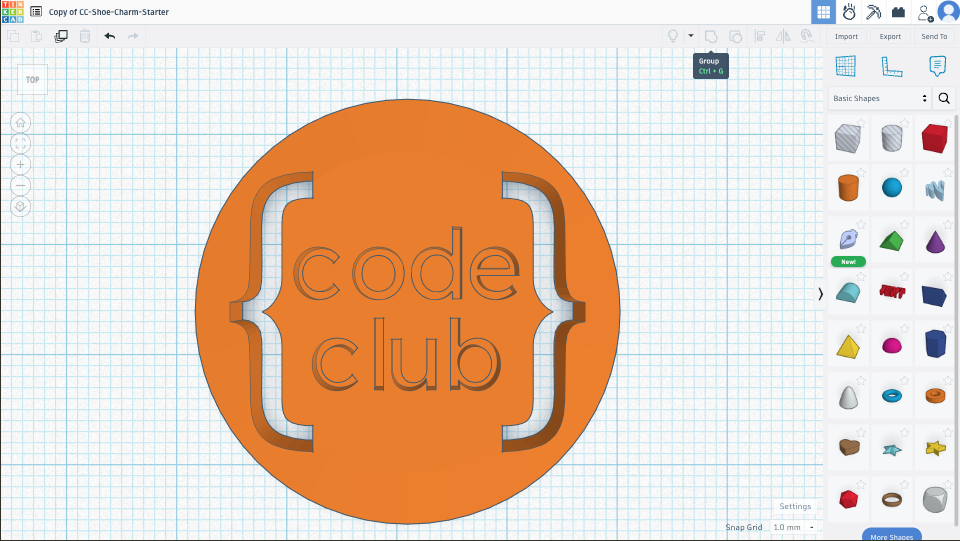 TIN
KER
CAD
Copy of CC-Shoe-Charm-Starter
Import
Export
Send To
Group
Ctrl + G
TOP
Basic Shapes
New!
code
club
Settings
Snap Grid 1.0 mm
More Shapes